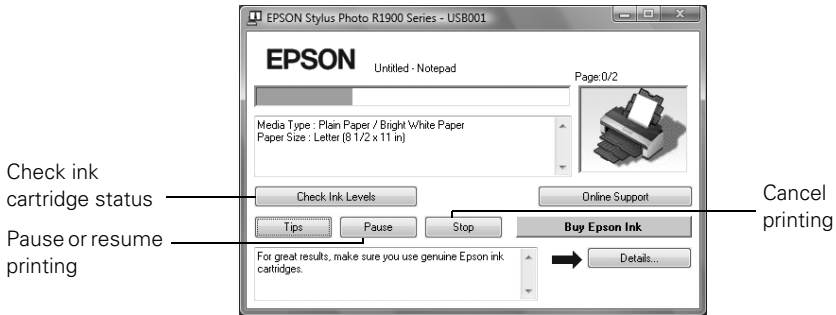 EPSON Stylus Photo R1900 Series - USB001
EPSON
Untitled - Notepad
Page:0/2
Media Type : Plain Paper / Bright White Paper
Paper Size : Letter (8 1/2 x 11 in)
Check ink
cartridge status
Check Ink Levels
Online Support
Cancel
printing
Pause or resume
printing
Tips
Pause
Stop
Buy Epson Ink
For great results, make sure you use genuine Epson ink
cartridges.
Details...